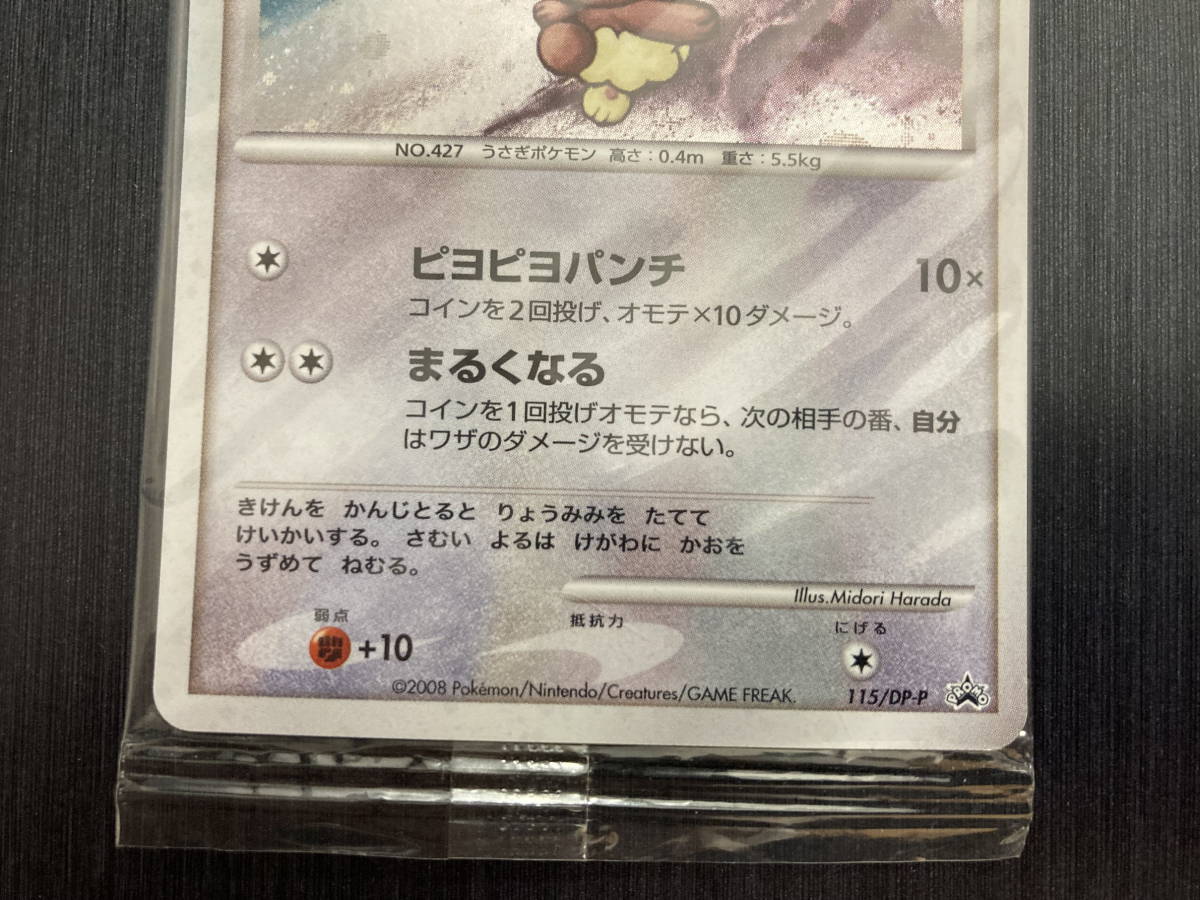 NO.427 うさぎポケモン 高さ:0.4m 重さ:5.5kg
ピヨピヨパンチ 10×
コインを2回投げ、オモテ×10ダメージ。
まるくなる
コインを1回投げオモテなら、次の相手の番、自分
はワザのダメージを受けない。
きけんを かんじとると りょうみみを たてて
けいかいする。 さむい よるは けがわに かおを
うずめて ねむる。
Illus.Midori Harada
弱点 抵抗力 にげる
+10
©2008 Pokémon/Nintendo/Creatures/GAME FREAK. 115/DP-P PROMO